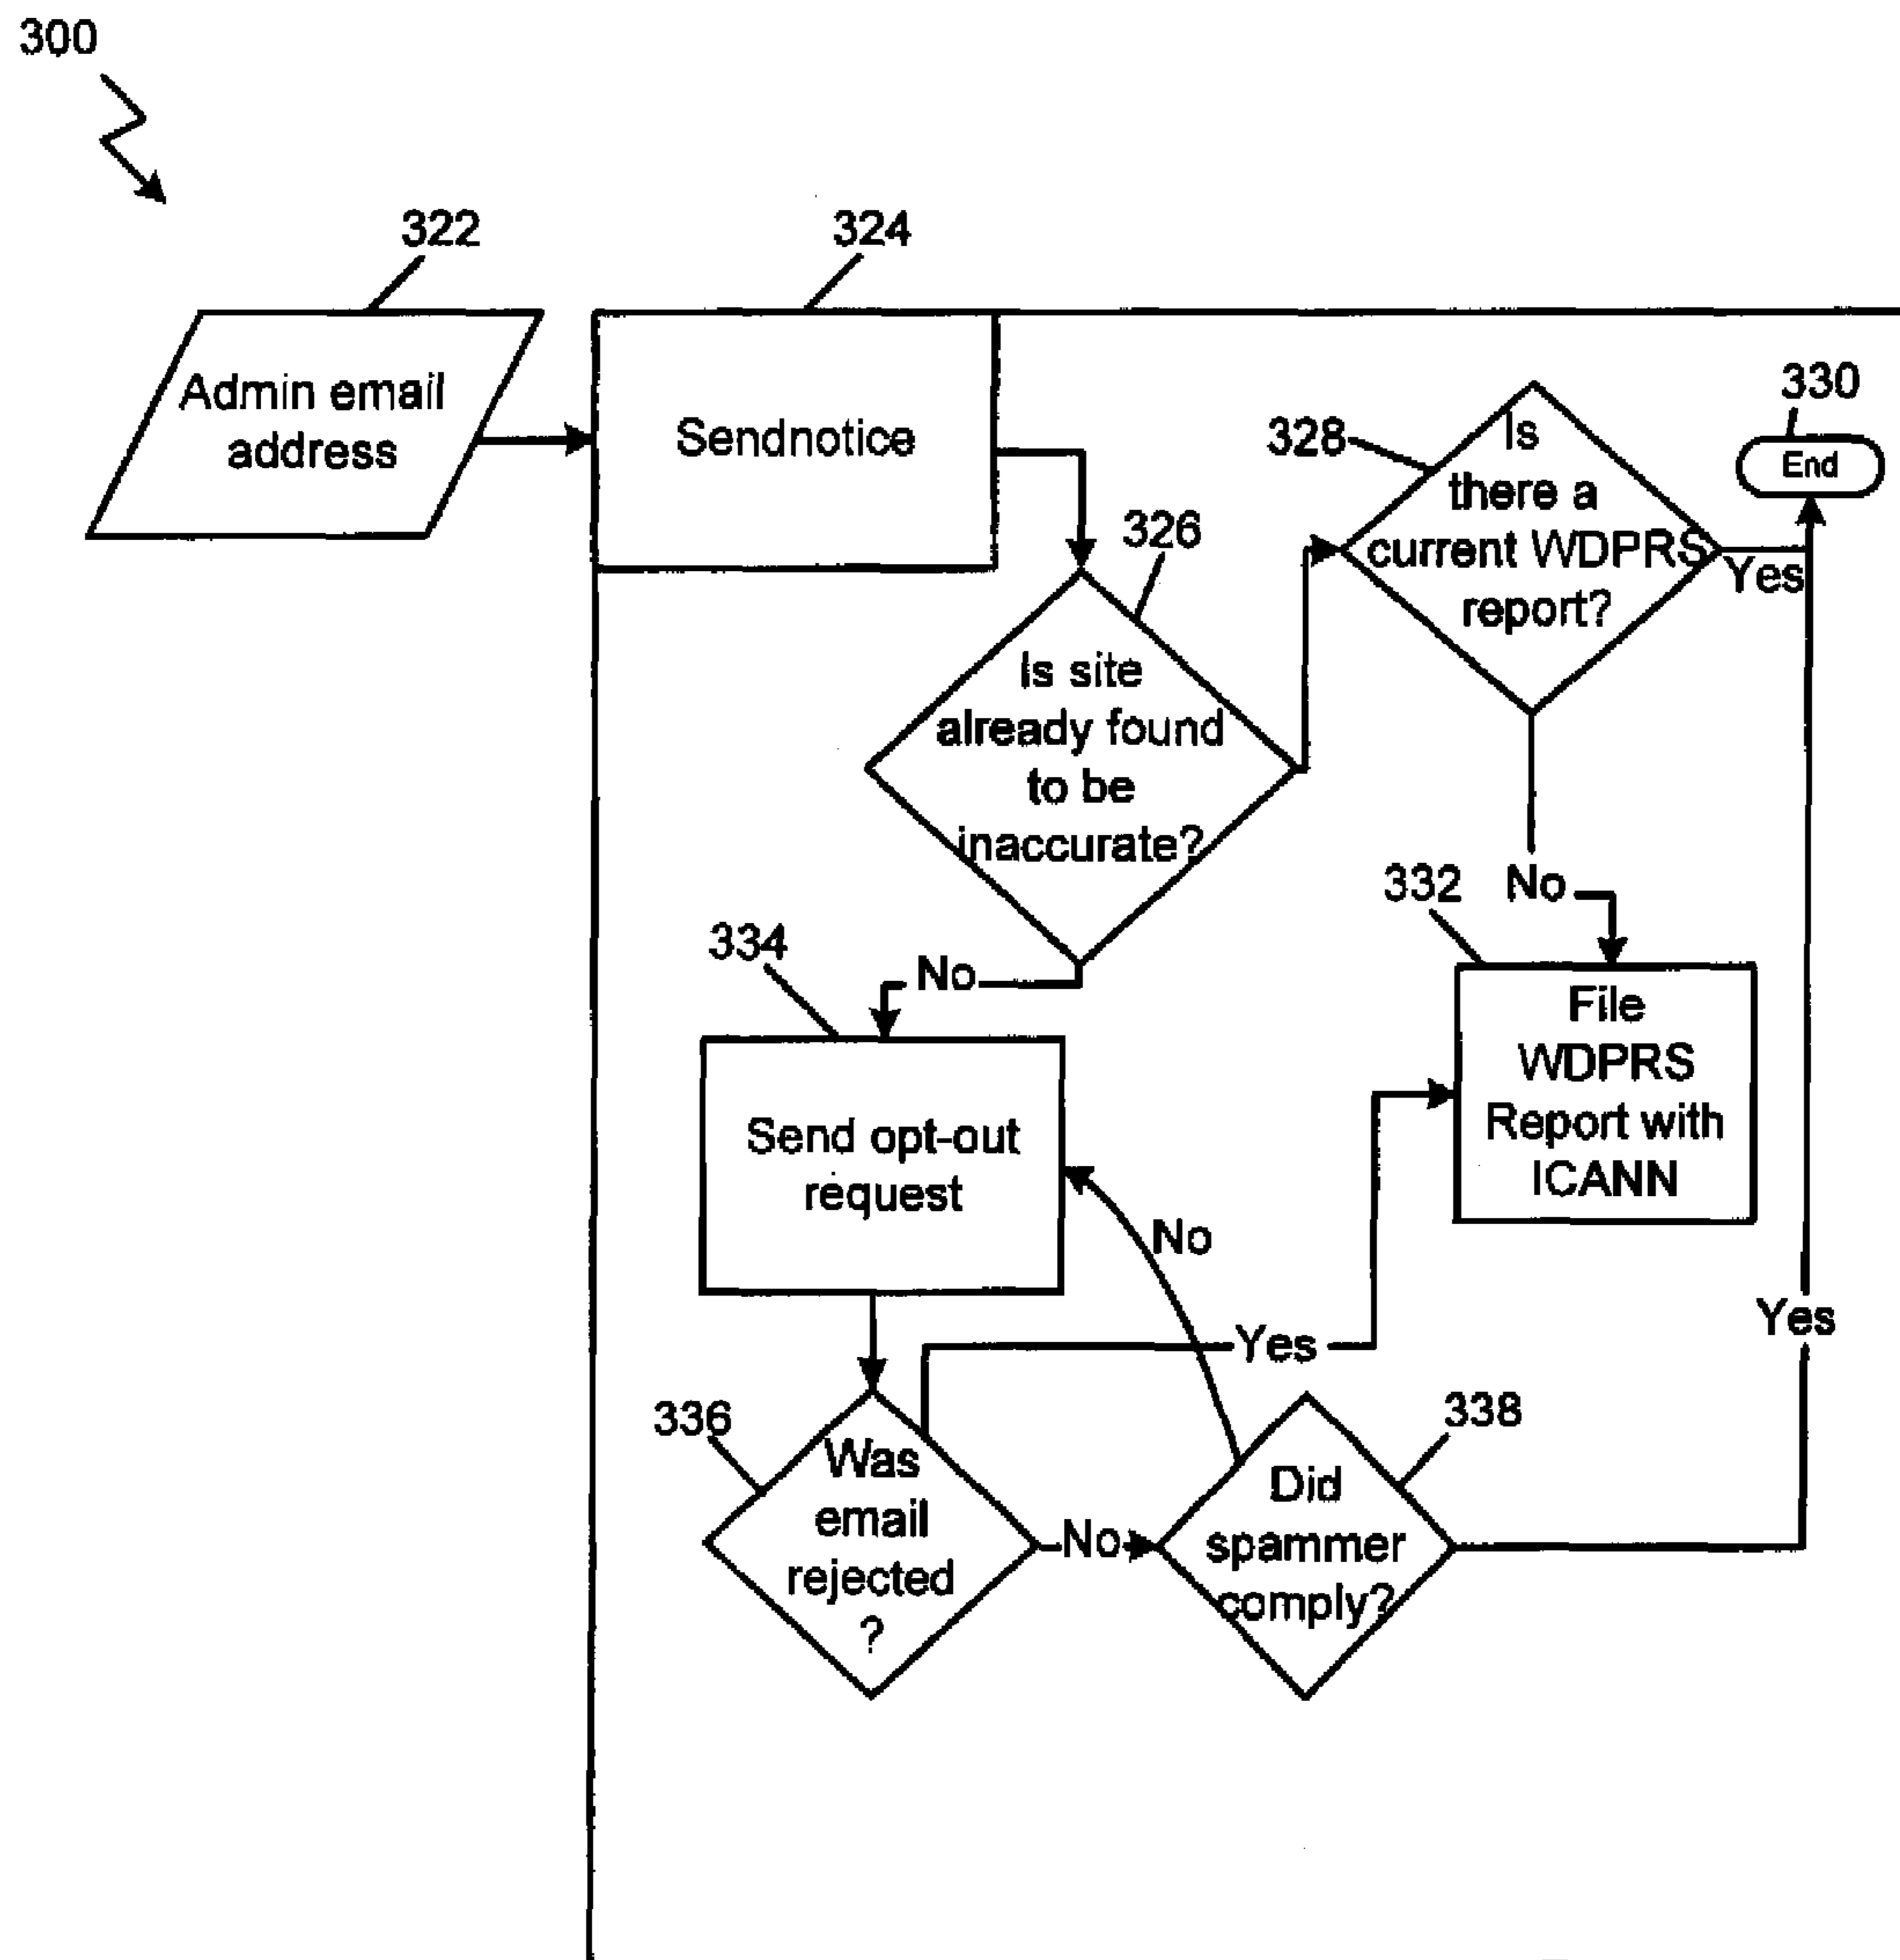 300
322
324
Admin email
address
Sendnotice
326
328
Is
there a
current WDPRS
report?
Yes
330
End
Is site
already found
to be
inaccurate?
No
332
No
File
WDPRS
Report with
ICANN
334
Send opt-out
request
No
Yes
Yes
336
Was
email
rejected
?
No
338
Did
spammer
comply?